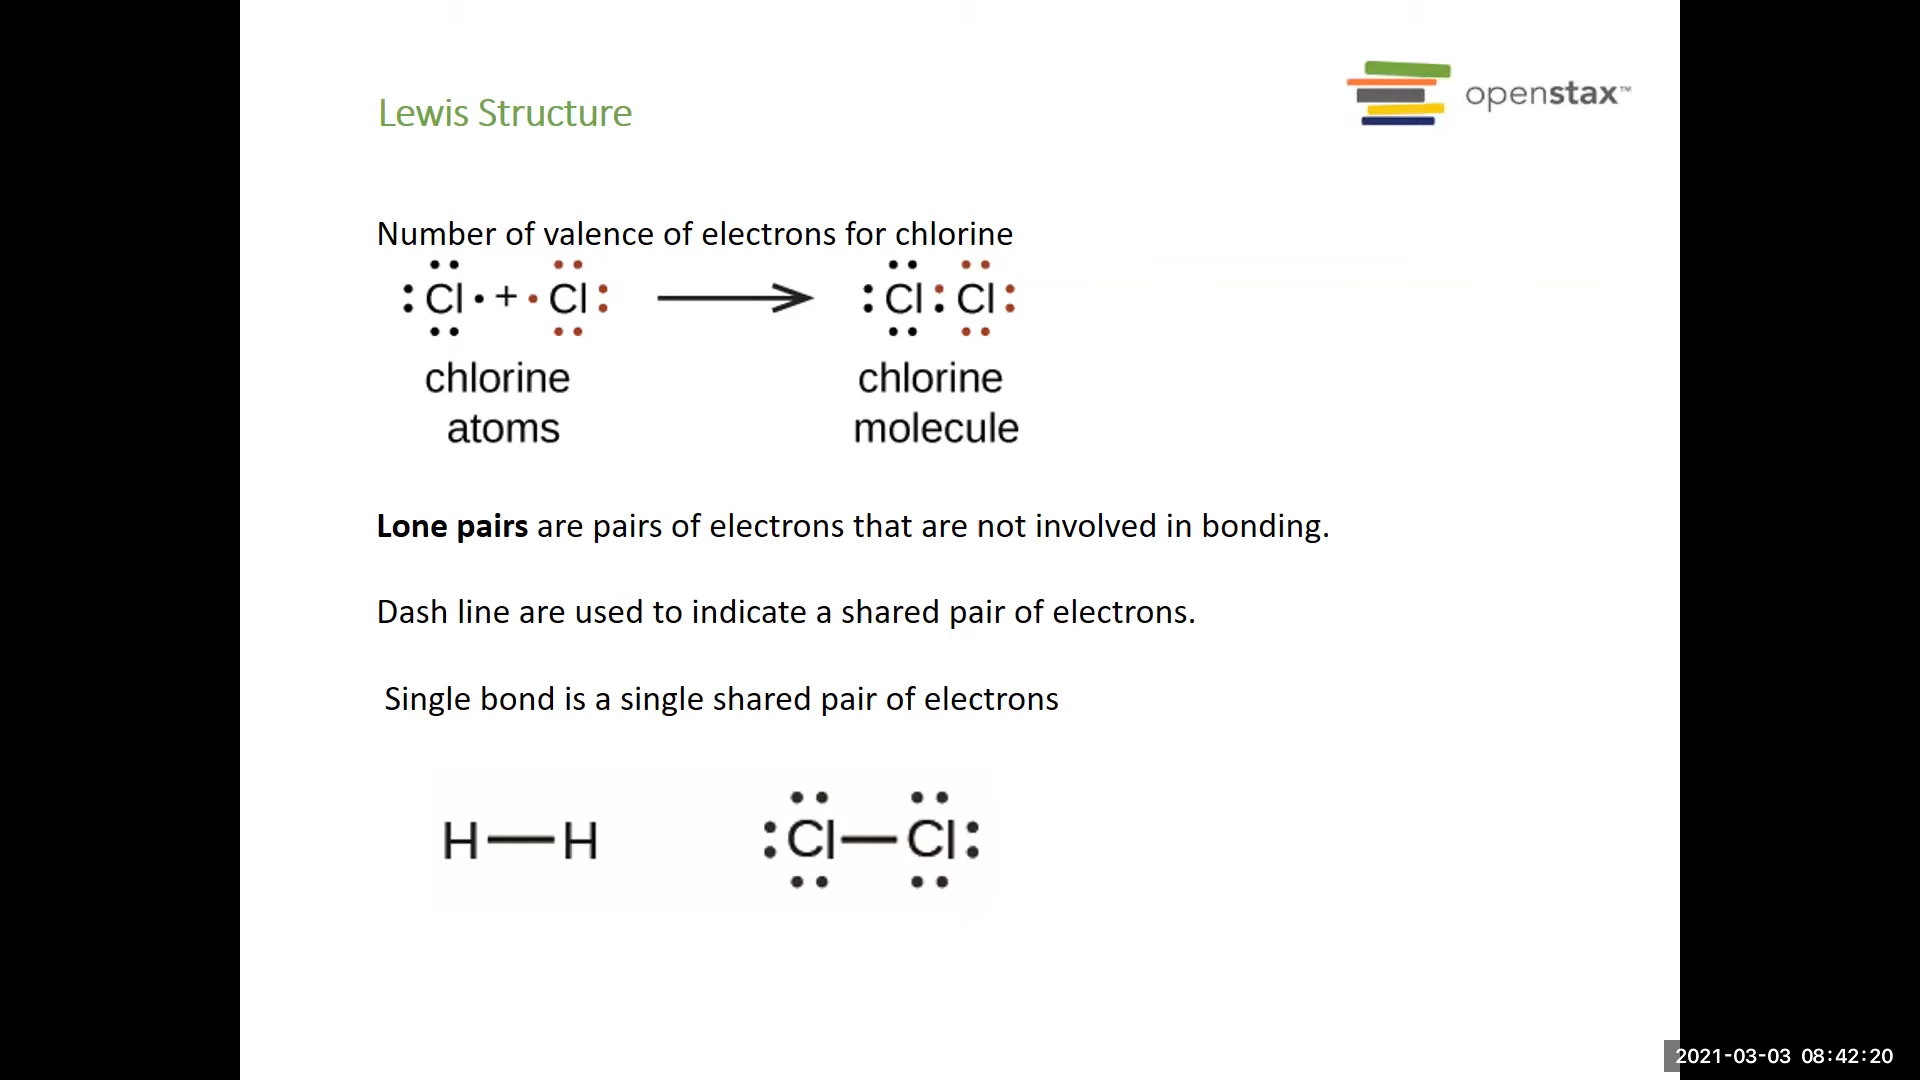 openstax™
Lewis Structure
Number of valence of electrons for chlorine
:Cl· + ·Cl: :Cl:Cl:
chlorine chlorine
atoms molecule
Lone pairs are pairs of electrons that are not involved in bonding.
Dash line are used to indicate a shared pair of electrons.
Single bond is a single shared pair of electrons
H—H :Cl—Cl:
2021-03-03 08:42:20